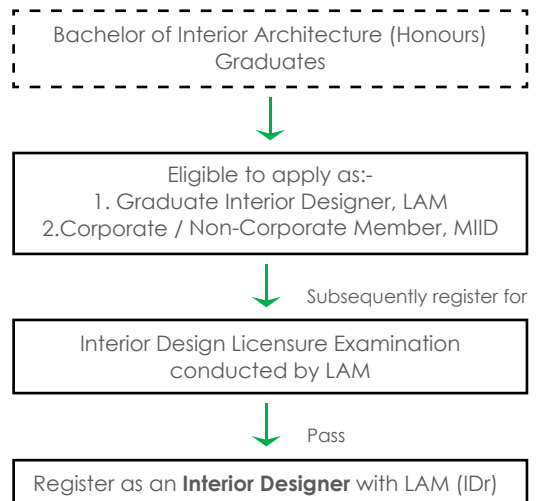 Bachelor of Interior Architecture (Honours)
Graduates
Eligible to apply as:-
1. Graduate Interior Designer, LAM
2.Corporate / Non-Corporate Member, MIID
Subsequently register for
Interior Design Licensure Examination
conducted by LAM
Pass
Register as an Interior Designer with LAM (IDr)